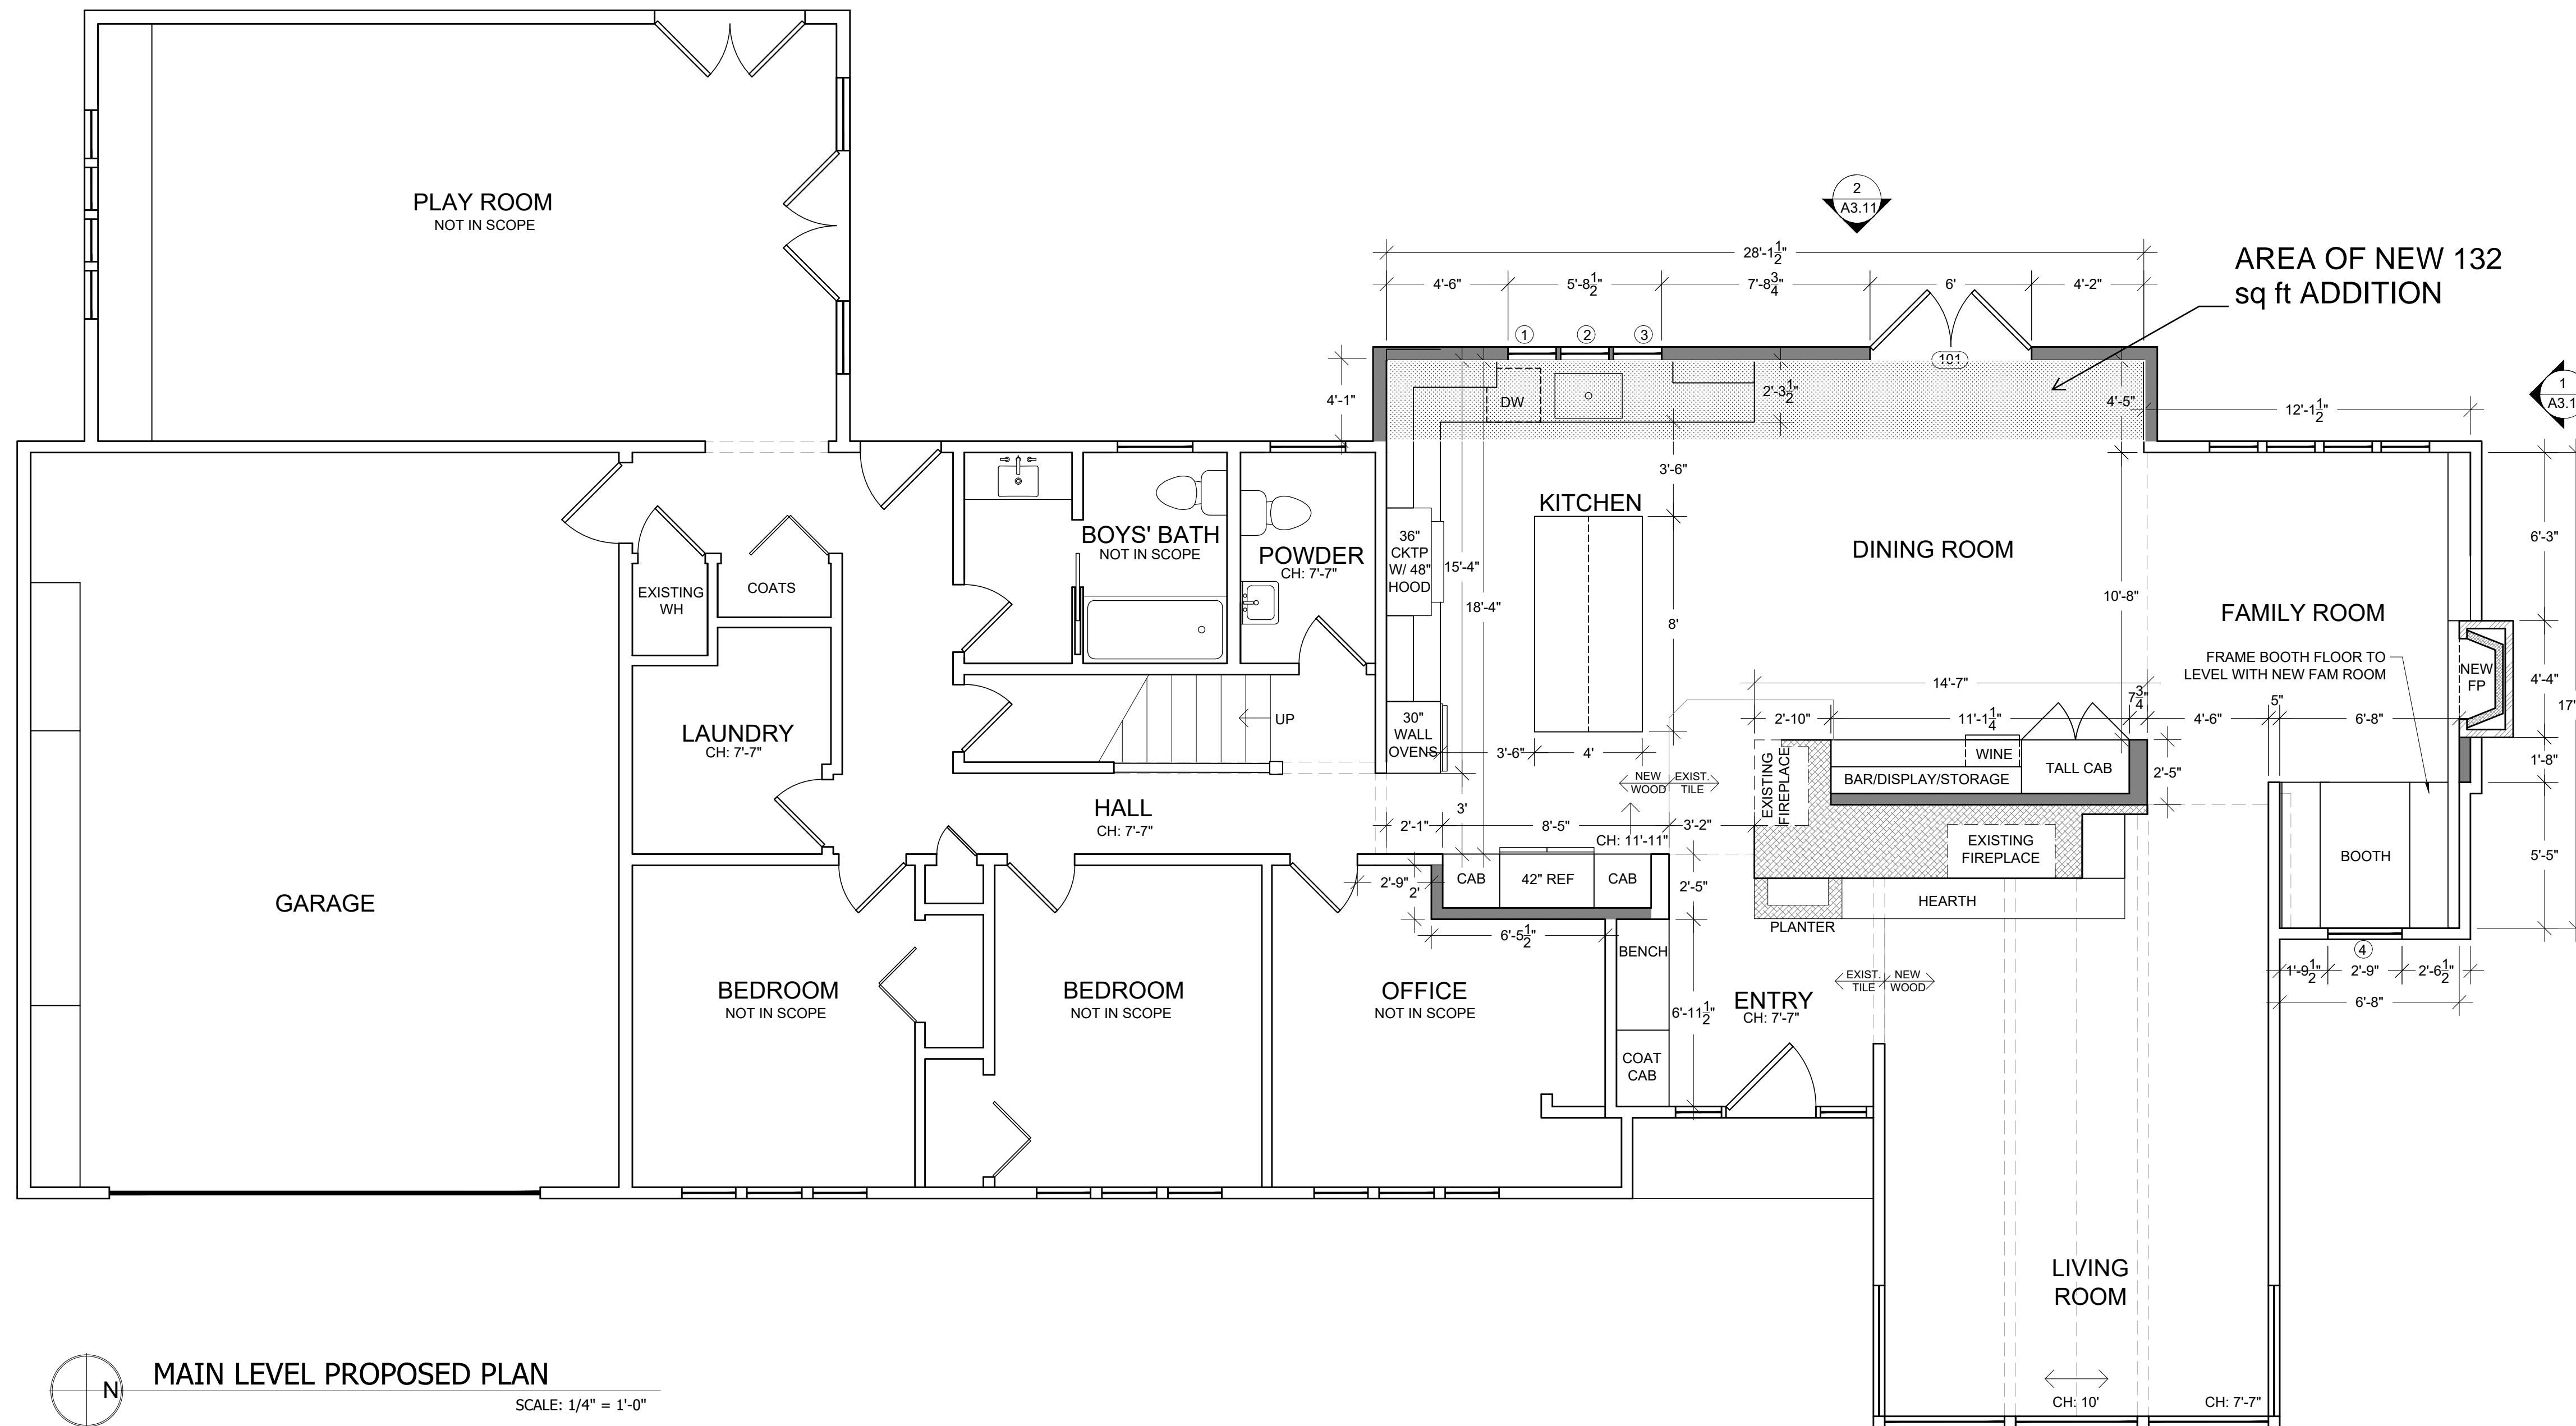 2
A3.11
AREA OF NEW 132
sq ft ADDITION
28'-1 1/2"
4'-6"
5'-8 1/2"
7'-8 3/4"
6'
4'-2"
1
2
3
101
PLAY ROOM
NOT IN SCOPE
4'-1"
DW
2'-3 1/2"
4'-5"
12'-1 1/2"
1
3'-6"
KITCHEN
BOYS' BATH
NOT IN SCOPE
POWDER
CH: 7'-7"
36"
CKTP
W/ 48"
HOOD
15'-4"
18'-4"
8'
DINING ROOM
10'-8"
6'-3"
FAMILY ROOM
EXISTING
WH
COATS
FRAME BOOTH FLOOR TO
LEVEL WITH NEW FAM ROOM
NEW
FP
4'-4"
14'-7"
7 3/4"
5"
2'-10"
11'-1 1/4"
4'-6"
6'-8"
LAUNDRY
CH: 7'-7"
UP
30"
WALL
OVENS
3'-6"
4'
WINE
BAR/DISPLAY/STORAGE
TALL CAB
2'-5"
1'-8"
EXISTING
FIREPLACE
NEW
WOOD
EXIST.
TILE
HALL
CH: 7'-7"
3'
2'-1"
8'-5"
3'-2"
CH: 11'-11"
EXISTING
FIREPLACE
BOOTH
5'-5"
2'-9"
2'
CAB
42" REF
CAB
2'-5"
GARAGE
HEARTH
PLANTER
6'-5 1/2"
BENCH
4
1'-9 1/2"
2'-9"
2'-6 1/2"
6'-8"
EXIST.
TILE
NEW
WOOD
BEDROOM
NOT IN SCOPE
BEDROOM
NOT IN SCOPE
OFFICE
NOT IN SCOPE
6'-11 1/2"
ENTRY
CH: 7'-7"
COAT
CAB
LIVING
ROOM
CH: 10'
CH: 7'-7"
N
MAIN LEVEL PROPOSED PLAN
SCALE: 1/4" = 1'-0"